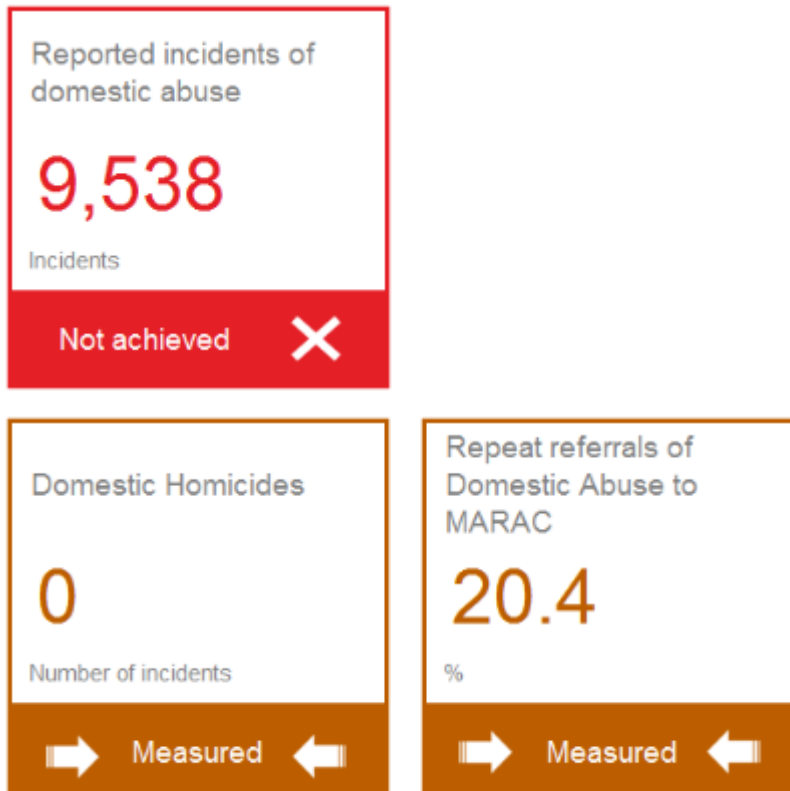 Reported incidents of
domestic abuse
9,538
Incidents
Not achieved
Domestic Homicides
0
Number of incidents
Measured
Repeat referrals of
Domestic Abuse to
MARAC
20.4
%
Measured